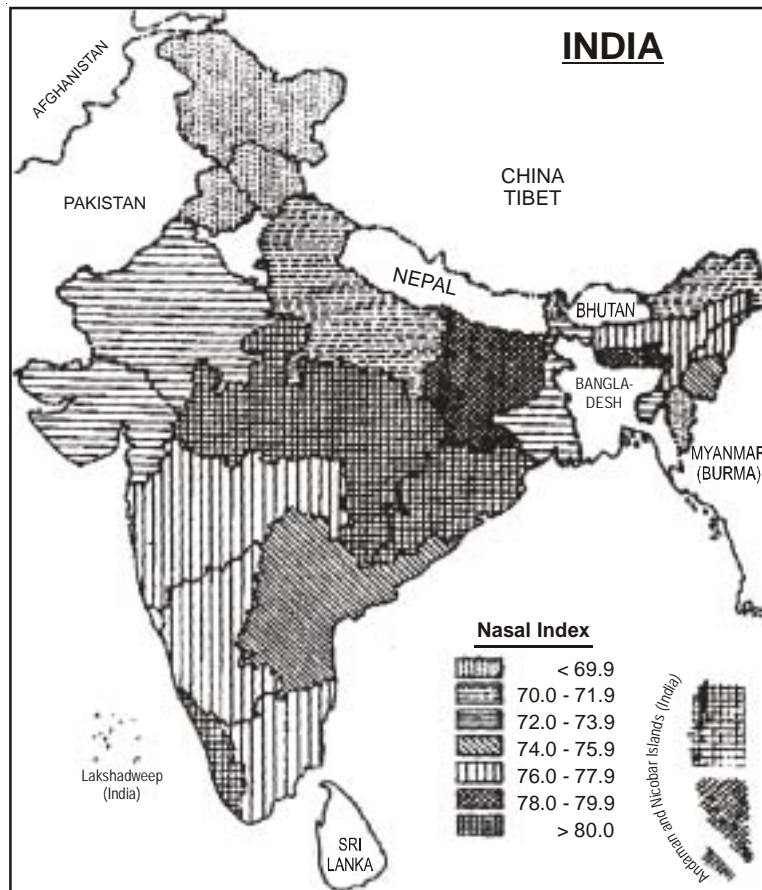 INDIA
AFGHANISTAN
PAKISTAN
CHINA
TIBET
NEPAL
BHUTAN
BANGLA-
DESH
MYANMAR
(BURMA)
Nasal Index
< 69.9
70.0 - 71.9
72.0 - 73.9
74.0 - 75.9
76.0 - 77.9
78.0 - 79.9
> 80.0
Lakshadweep
(India)
SRI
LANKA
Andaman and Nicobar Islands (India)